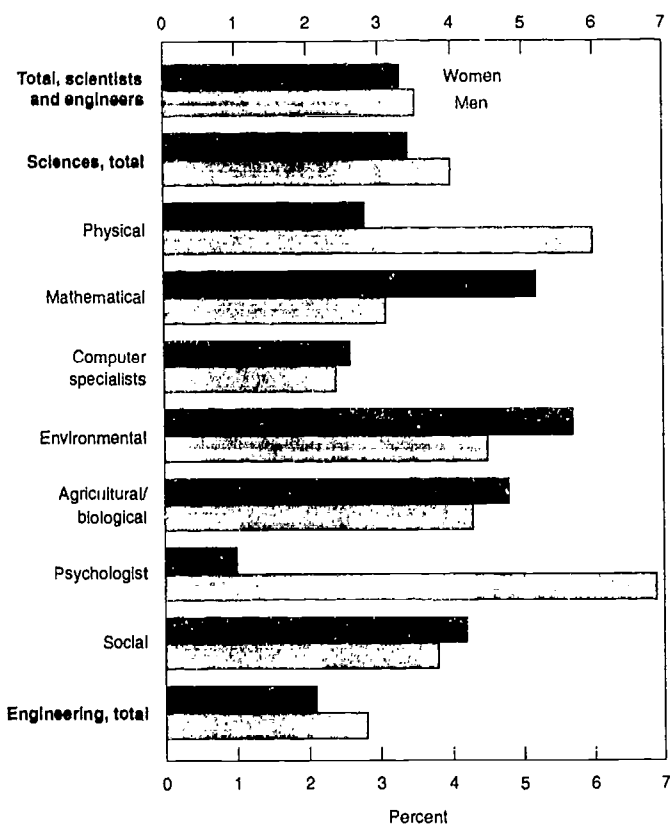 0 1 2 3 4 5 6 7
Total, scientists
and engineers
Women
Men
Sciences, total
Physical
Mathematical
Computer
specialists
Environmental
Agricultural/
biological
Psychologist
Social
Engineering, total
0 1 2 3 4 5 6 7
Percent